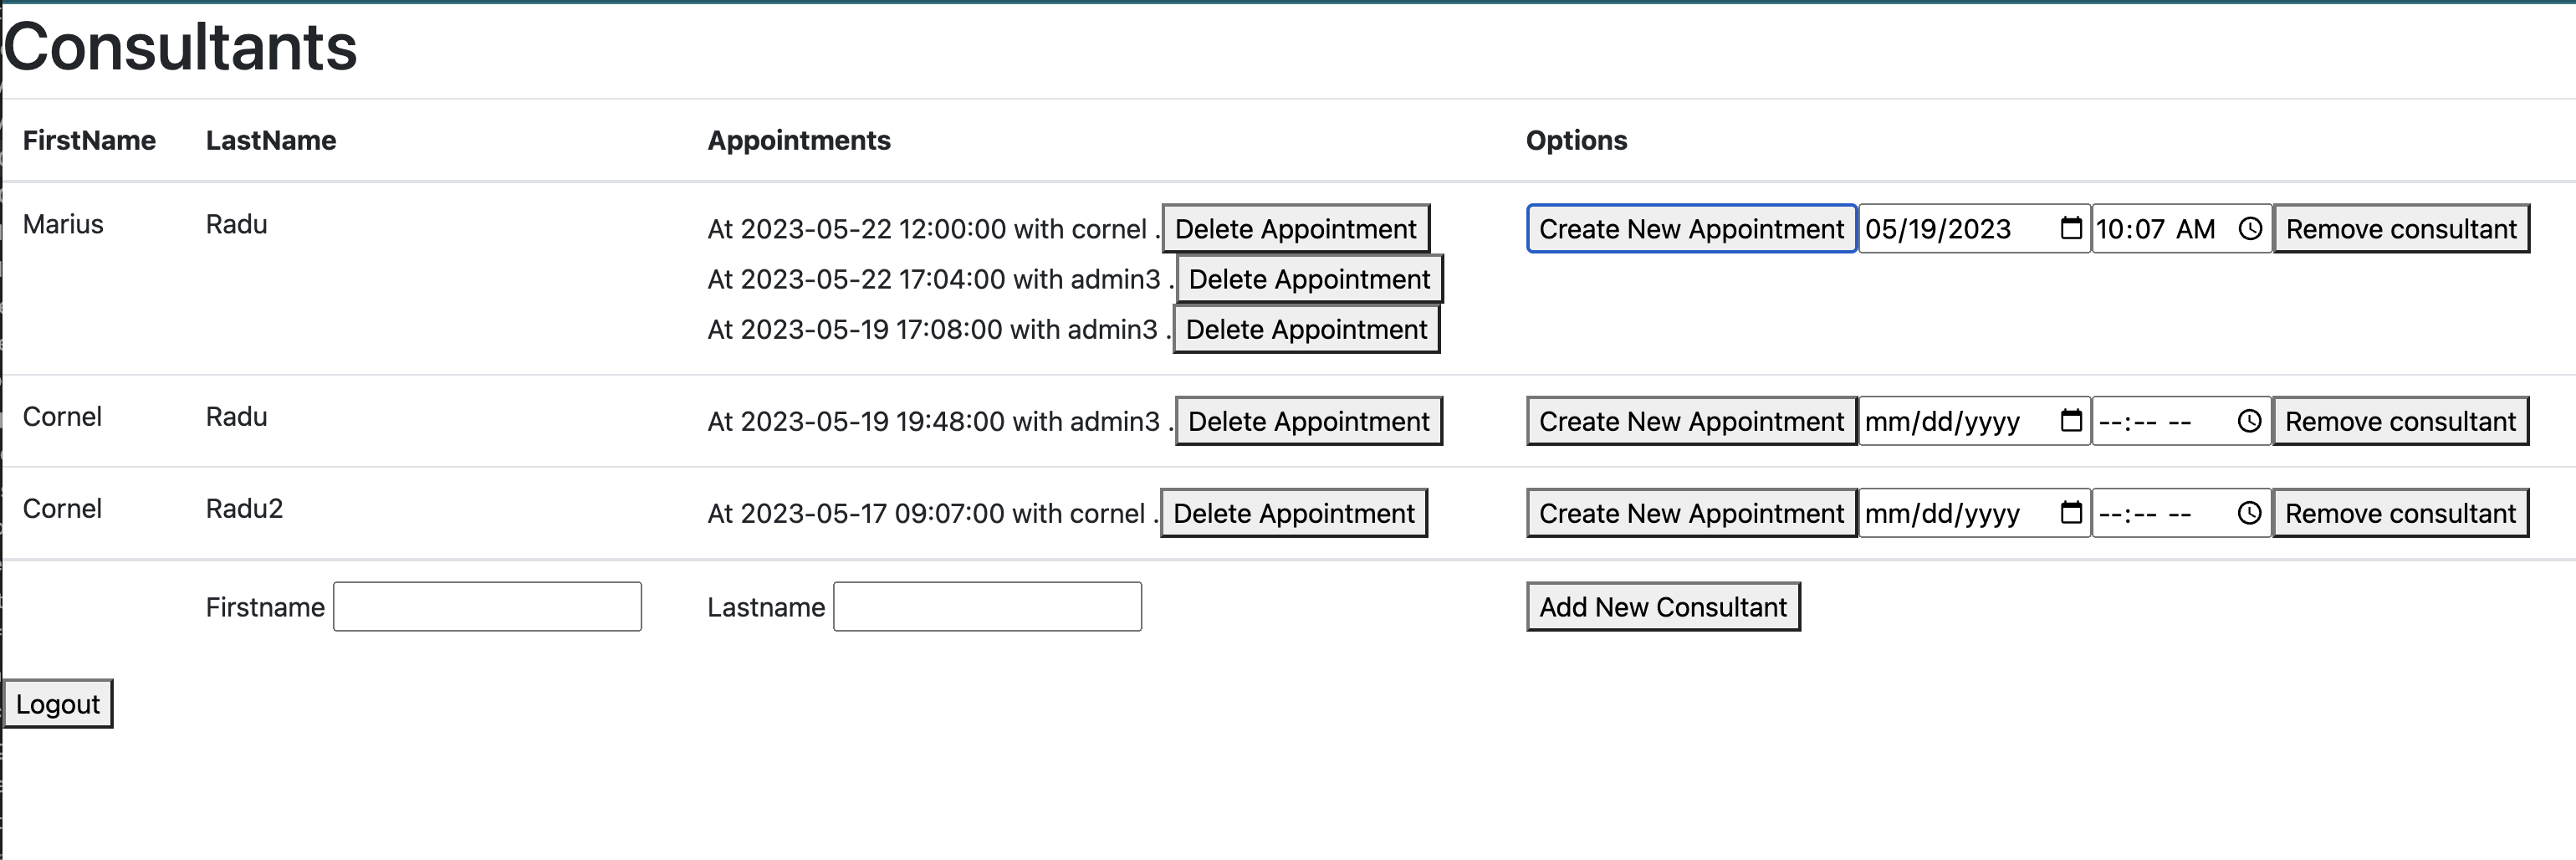 Consultants
FirstName LastName Appointments Options
Marius Radu At 2023-05-22 12:00:00 with cornel . Delete Appointment Create New Appointment 05/19/2023 10:07 AM Remove consultant
At 2023-05-22 17:04:00 with admin3 . Delete Appointment
At 2023-05-19 17:08:00 with admin3 . Delete Appointment
Cornel Radu At 2023-05-19 19:48:00 with admin3 . Delete Appointment Create New Appointment mm/dd/yyyy --:-- -- Remove consultant
Cornel Radu2 At 2023-05-17 09:07:00 with cornel . Delete Appointment Create New Appointment mm/dd/yyyy --:-- -- Remove consultant
Firstname Lastname Add New Consultant
Logout